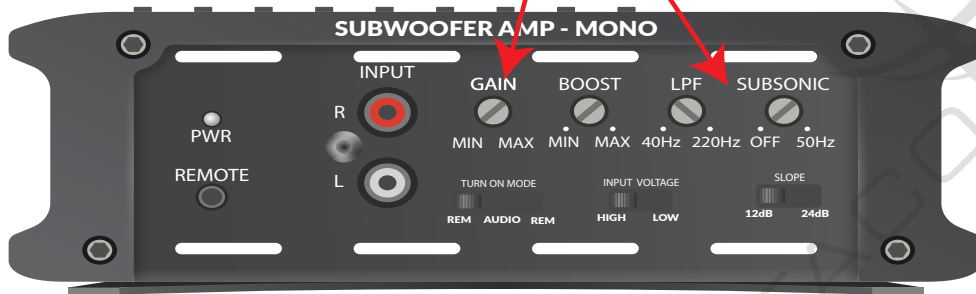 SUBWOOFER AMP - MONO
INPUT
GAIN BOOST LPF SUBSONIC
R
MIN MAX MIN MAX 40Hz 220Hz OFF 50Hz
PWR
REMOTE
L
TURN ON MODE INPUT VOLTAGE SLOPE
REM AUDIO REM HIGH LOW 12dB 24dB